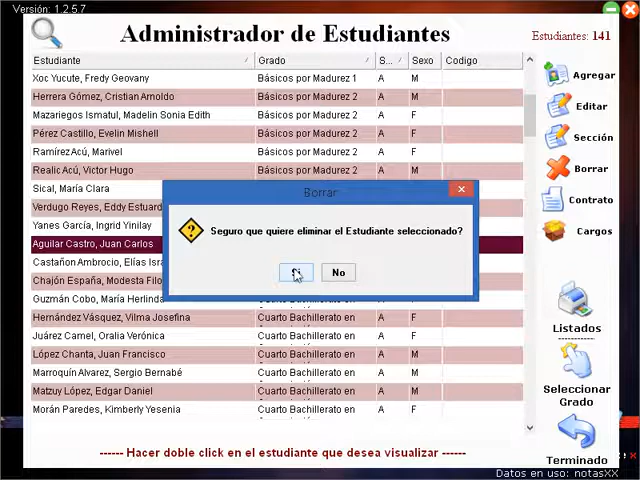 Versión: 1.2.5.7
Administrador de Estudiantes
Estudiantes: 141
Estudiante Grado S... Sexo Codigo
Xoc Yucute, Fredy Geovany Básicos por Madurez 1 A M
Herrera Gómez, Cristian Arnoldo Básicos por Madurez 2 A M
Mazariegos Ismatul, Madelin Sonia Edith Básicos por Madurez 2 A F
Pérez Castillo, Evelin Mishell Básicos por Madurez 2 A F
Ramírez Acú, Marivel Básicos por Madurez 2 A F
Realic Acú, Victor Hugo Básicos por Madurez 2 A M
Sical, María Clara
Verdugo Reyes, Eddy Estuard
Yanes García, Ingrid Yinilay
Aguilar Castro, Juan Carlos
Castañon Ambrocio, Elías Isra
Chajón España, Modesta Filo
Guzmán Cobo, María Herlinda
Hernández Vásquez, Vilma Josefina Cuarto Bachillerato en A F
Juárez Camel, Oralia Verónica Cuarto Bachillerato en A F
López Chanta, Juan Francisco Cuarto Bachillerato en A M
Marroquín Alvarez, Sergio Bernabé Cuarto Bachillerato en A M
Matzuy López, Edgar Daniel Cuarto Bachillerato en A M
Morán Paredes, Kimberly Yesenia Cuarto Bachillerato en A F
Borrar
Seguro que quiere eliminar el Estudiante seleccionado?
No
Agregar
Editar
Sección
Borrar
Contrato
Cargos
Listados
Seleccionar
Grado
Terminado
------ Hacer doble click en el estudiante que desea visualizar ------
Datos en uso: notasXX